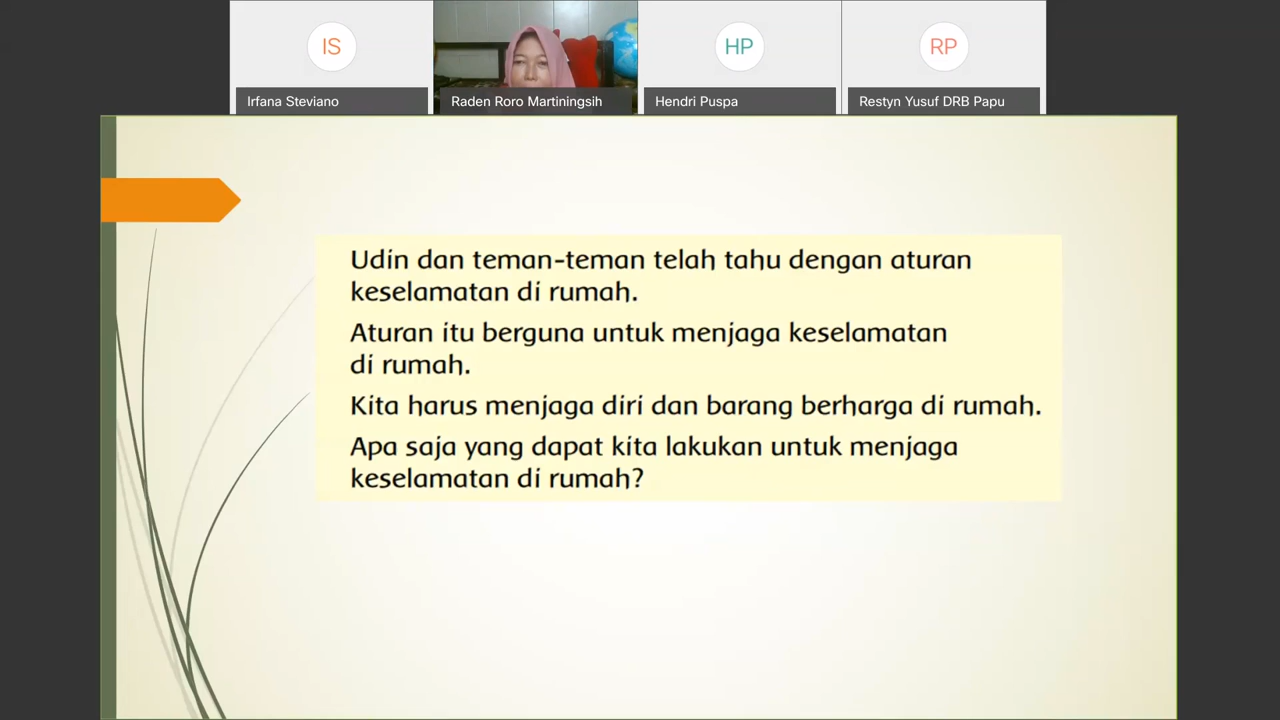 IS
HP
RP
Irfana Steviano
Raden Roro Martiningsih
Hendri Puspa
Restyn Yusuf DRB Papu
Udin dan teman-teman telah tahu dengan aturan
keselamatan di rumah.
Aturan itu berguna untuk menjaga keselamatan
di rumah.
Kita harus menjaga diri dan barang berharga di rumah.
Apa saja yang dapat kita lakukan untuk menjaga
keselamatan di rumah?